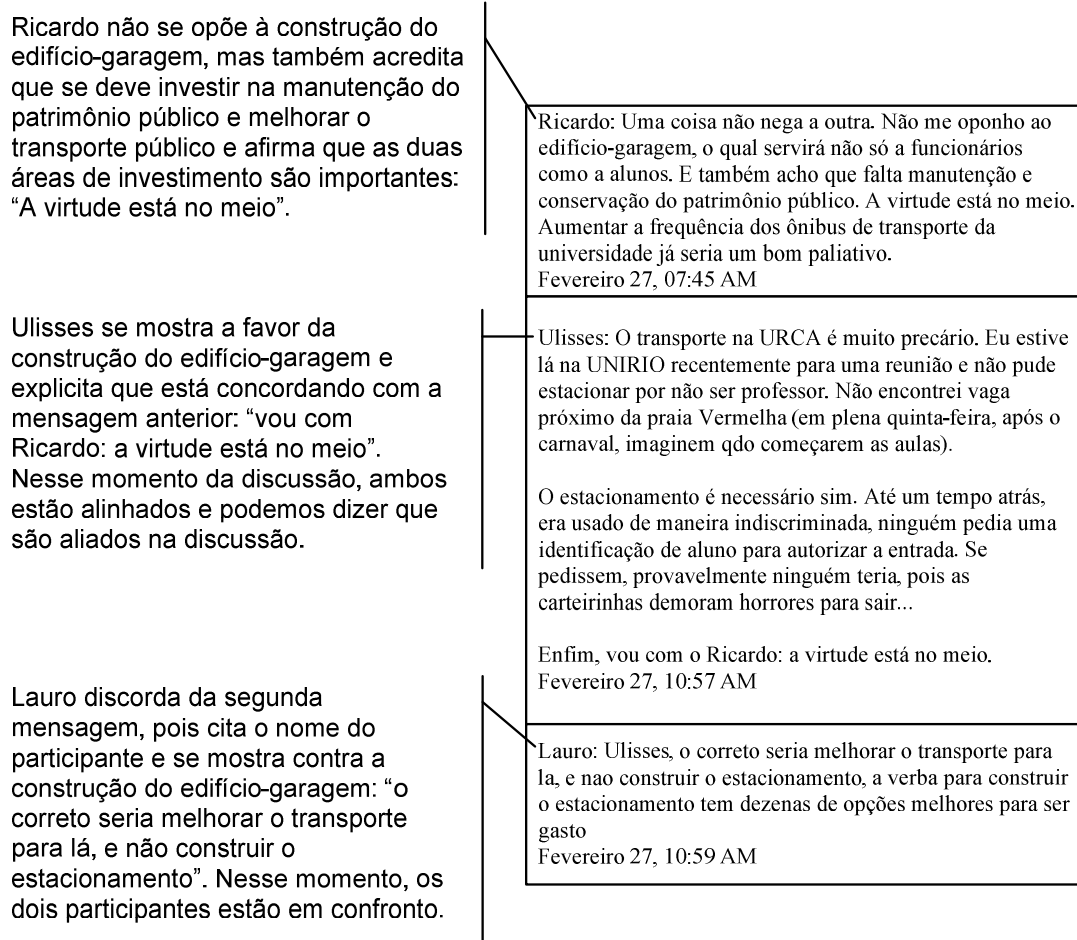 Ricardo não se opõe à construção do
edifício-garagem, mas também acredita
que se deve investir na manutenção do
patrimônio público e melhorar o
transporte público e afirma que as duas
áreas de investimento são importantes:
“A virtude está no meio”.
Ricardo: Uma coisa não nega a outra. Não me oponho ao
edifício-garagem, o qual servirá não só a funcionários
como a alunos. E também acho que falta manutenção e
conservação do patrimônio público. A virtude está no meio.
Aumentar a frequência dos ônibus de transporte da
universidade já seria um bom paliativo.
Fevereiro 27, 07:45 AM
Ulisses se mostra a favor da
construção do edifício-garagem e
explicita que está concordando com a
mensagem anterior: “vou com
Ricardo: a virtude está no meio”.
Nesse momento da discussão, ambos
estão alinhados e podemos dizer que
são aliados na discussão.
Ulisses: O transporte na URCA é muito precário. Eu estive
lá na UNIRIO recentemente para uma reunião e não pude
estacionar por não ser professor. Não encontrei vaga
próximo da praia Vermelha (em plena quinta-feira, após o
carnaval, imaginem qdo começarem as aulas).
O estacionamento é necessário sim. Até um tempo atrás,
era usado de maneira indiscriminada, ninguém pedia uma
identificação de aluno para autorizar a entrada. Se
pedissem, provavelmente ninguém teria, pois as
carteirinhas demoram horrores para sair...
Enfim, vou com o Ricardo: a virtude está no meio.
Fevereiro 27, 10:57 AM
Lauro discorda da segunda
mensagem, pois cita o nome do
participante e se mostra contra a
construção do edifício-garagem: “o
correto seria melhorar o transporte
para lá, e não construir o
estacionamento”. Nesse momento, os
dois participantes estão em confronto.
Lauro: Ulisses, o correto seria melhorar o transporte para
la, e nao construir o estacionamento, a verba para construir
o estacionamento tem dezenas de opções melhores para ser
gasto
Fevereiro 27, 10:59 AM